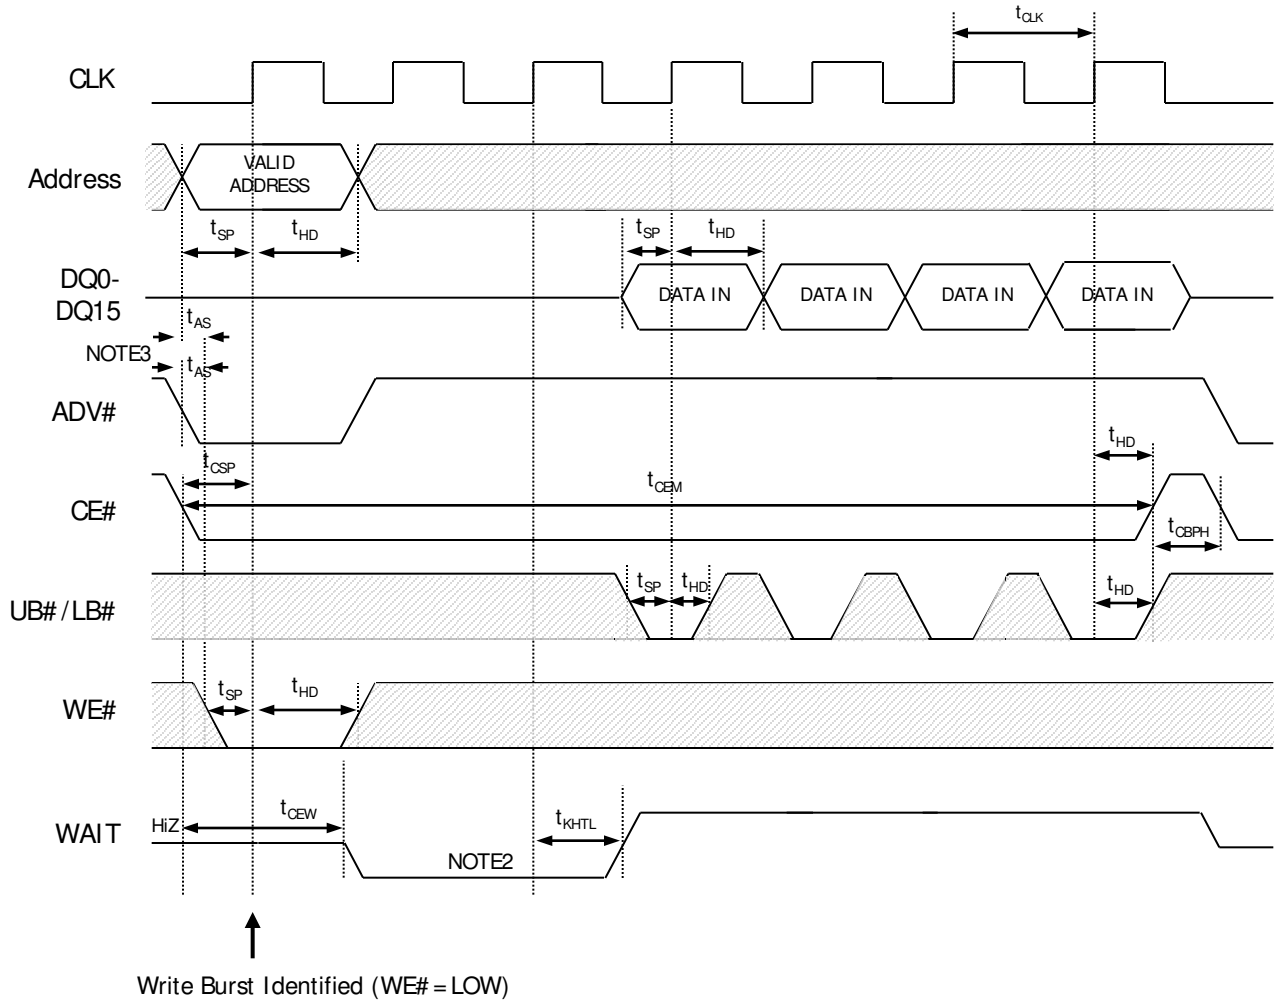 tCLK
CLK
Address
VALID
ADDRESS
tSP
tHD
tSP
tHD
DQ0-
DQ15
DATA IN
DATA IN
DATA IN
DATA IN
tAS
NOTE3
tAS
ADV#
tHD
tCSP
tCEM
CE#
tCBPH
UB# / LB#
tSP
tHD
tHD
WE#
tSP
tHD
WAIT
HiZ
tCEW
tKHTL
NOTE2
Write Burst Identified (WE# = LOW)